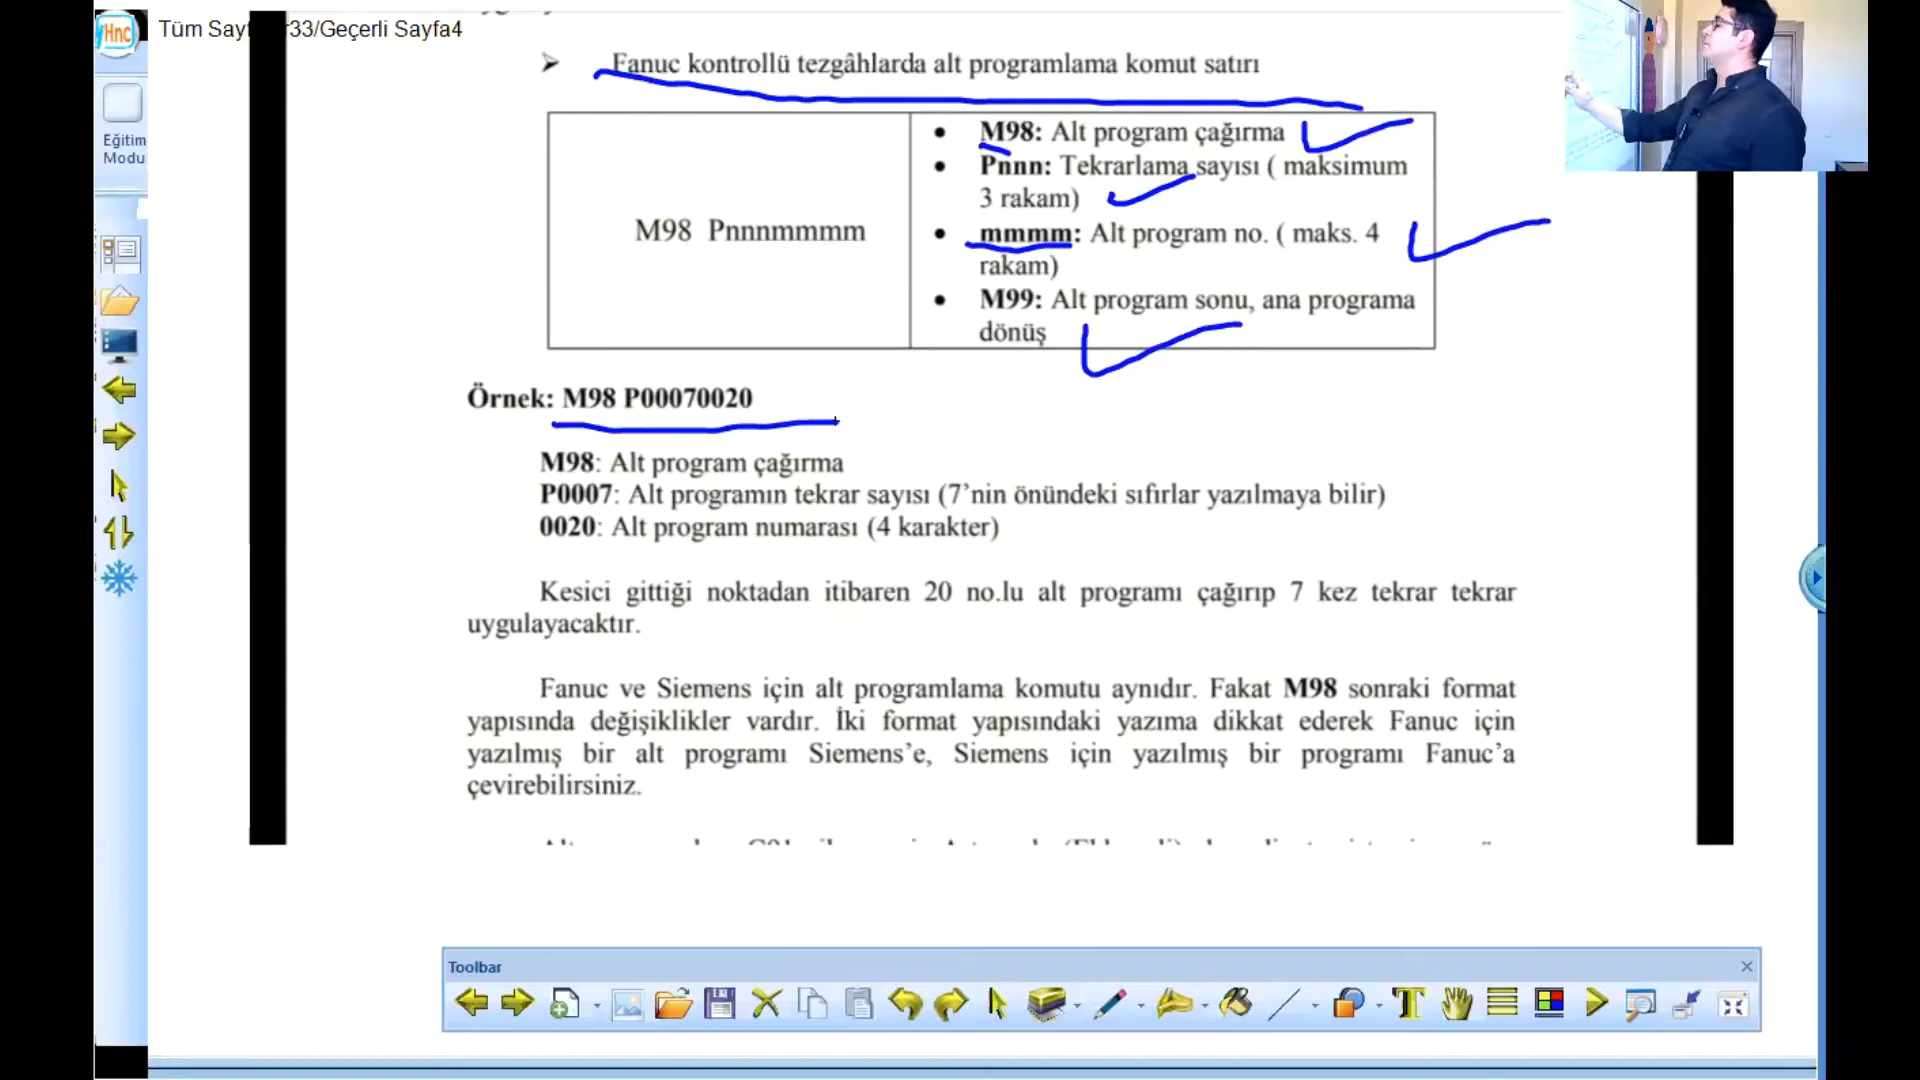 Hnc
Tüm Sayf r33/Geçerli Sayfa4
Eğitim
Modu
➢ Fanuc kontrollü tezgâhlarda alt programlama komut satırı
M98 Pnnnmmmm
• M98: Alt program çağırma
• Pnnn: Tekrarlama sayısı ( maksimum
3 rakam)
• mmmm: Alt program no. ( maks. 4
rakam)
• M99: Alt program sonu, ana programa
dönüş
Örnek: M98 P00070020
M98: Alt program çağırma
P0007: Alt programın tekrar sayısı (7’nin önündeki sıfırlar yazılmaya bilir)
0020: Alt program numarası (4 karakter)
Kesici gittiği noktadan itibaren 20 no.lu alt programı çağırıp 7 kez tekrar tekrar
uygulayacaktır.
Fanuc ve Siemens için alt programlama komutu aynıdır. Fakat M98 sonraki format
yapısında değişiklikler vardır. İki format yapısındaki yazıma dikkat ederek Fanuc için
yazılmış bir alt programı Siemens’e, Siemens için yazılmış bir programı Fanuc’a
çevirebilirsiniz.
Toolbar